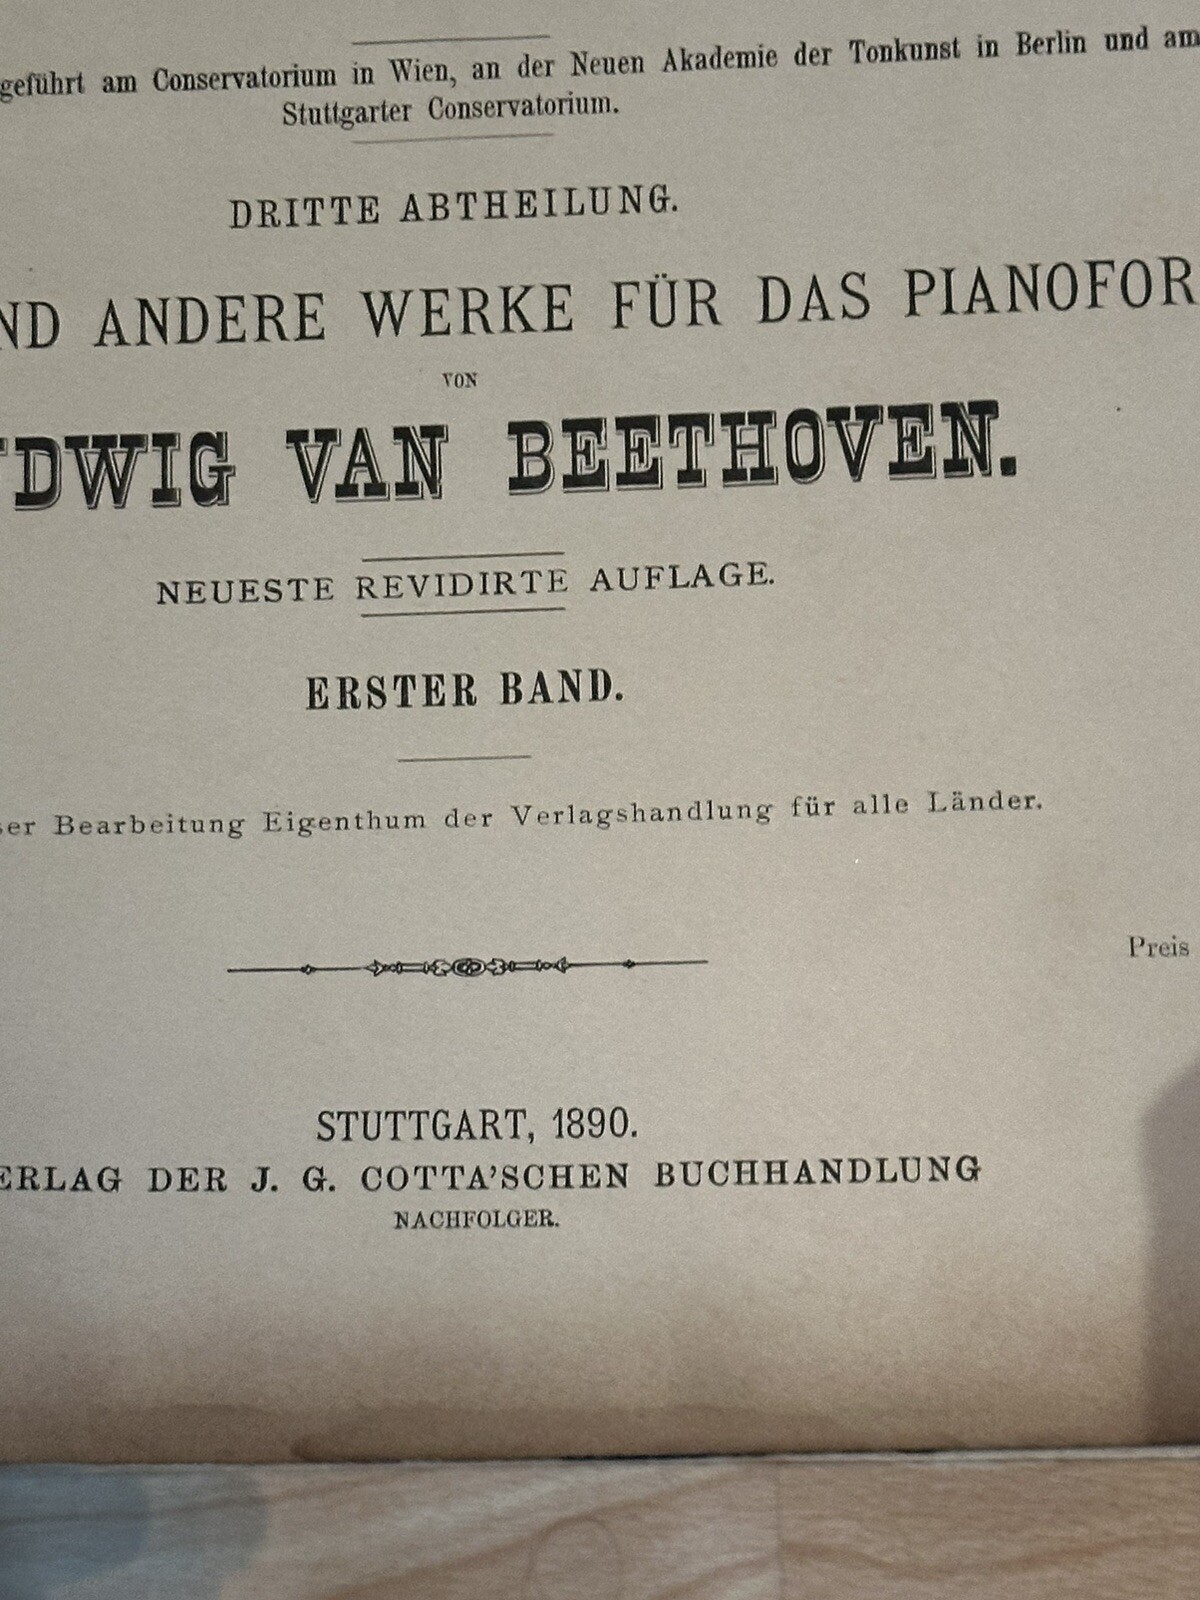 geführt am Conservatorium in Wien, an der Neuen Akademie der Tonkunst in Berlin und am
Stuttgarter Conservatorium.
DRITTE ABTHEILUNG.
ND ANDERE WERKE FÜR DAS PIANOFOR
VON
UDWIG VAN BEETHOVEN.
NEUESTE REVIDIRTE AUFLAGE.
ERSTER BAND.
ser Bearbeitung Eigenthum der Verlagshandlung für alle Länder.
Preis
STUTTGART, 1890.
ERLAG DER J. G. COTTA'SCHEN BUCHHANDLUNG
NACHFOLGER.